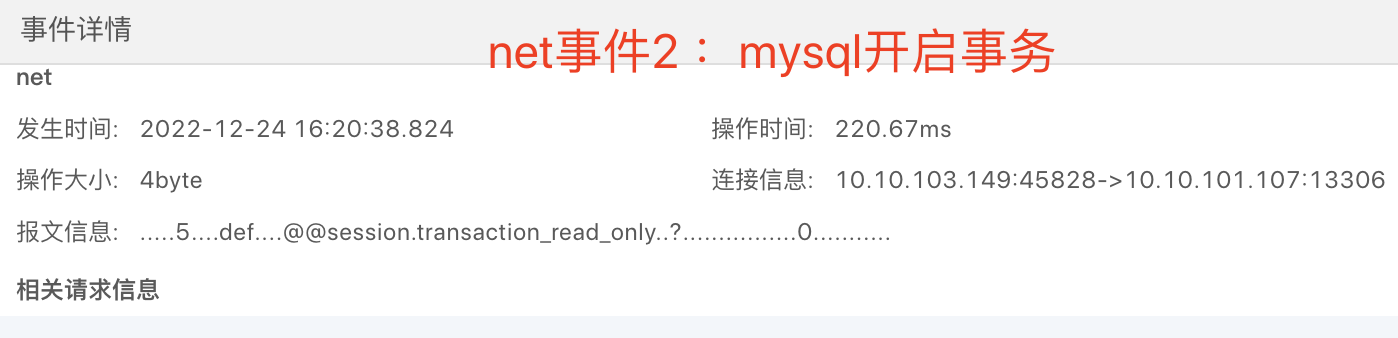 事件详情
net事件2： mysql开启事务
net
发生时间: 2022-12-24 16:20:38.824 操作时间: 220.67ms
操作大小: 4byte 连接信息: 10.10.103.149:45828->10.10.101.107:13306
报文信息: .....5....def....@@session.transaction_read_only..?................0...........
相关请求信息